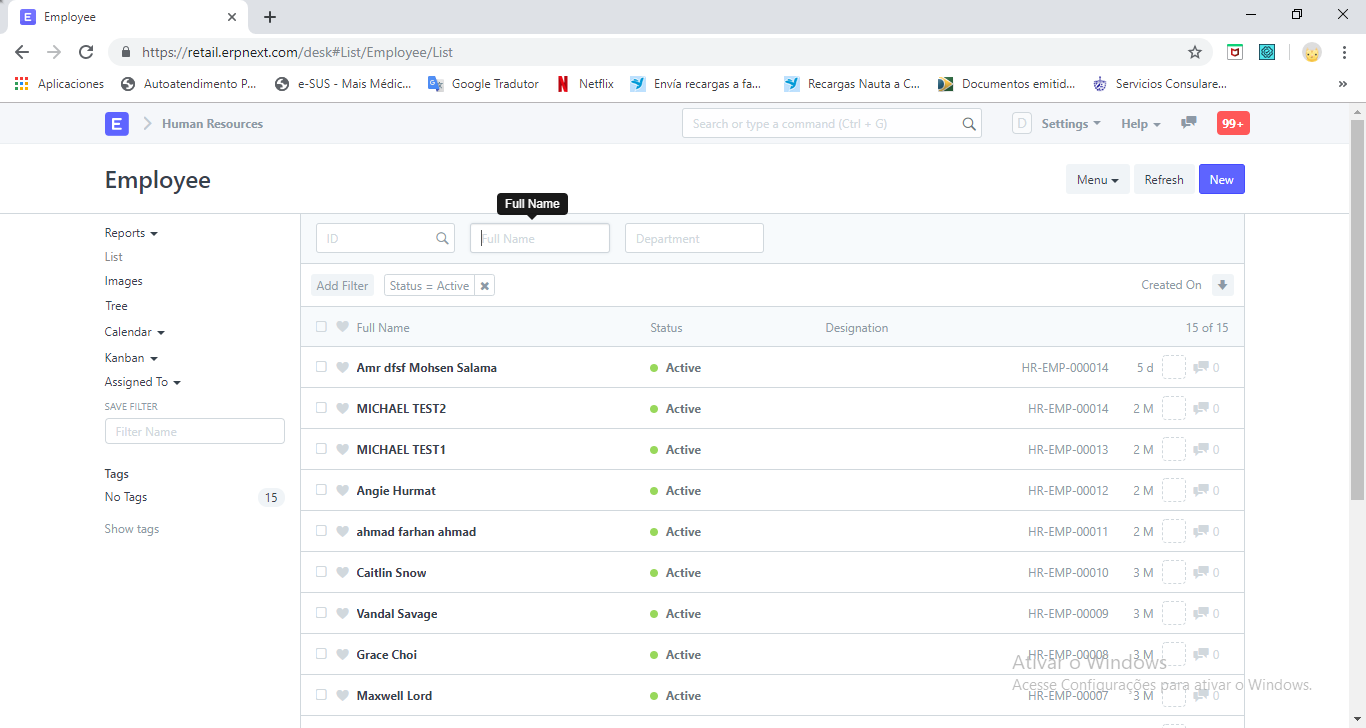 E Employee
https://retail.erpnext.com/desk#List/Employee/List
Aplicaciones Autoatendimento P... e-SUS - Mais Médic... Google Tradutor Netflix Envía recargas a fa... Recargas Nauta a C... Documentos emitid... Servicios Consulare... »
E Human Resources Search or type a command (Ctrl + G) D Settings Help 99+
Employee Menu Refresh New
Full Name
Reports
List
Images
Tree
Calendar
Kanban
Assigned To
SAVE FILTER
Filter Name
Tags
No Tags 15
Show tags
ID Full Name Department
Add Filter Status = Active Created On
Full Name Status Designation 15 of 15
Amr dfsf Mohsen Salama Active HR-EMP-000014 5 d 0
MICHAEL TEST2 Active HR-EMP-00014 2 M 0
MICHAEL TEST1 Active HR-EMP-00013 2 M 0
Angie Hurmat Active HR-EMP-00012 2 M 0
ahmad farhan ahmad Active HR-EMP-00011 2 M 0
Caitlin Snow Active HR-EMP-00010 3 M 0
Vandal Savage Active HR-EMP-00009 3 M 0
Grace Choi Active HR-EMP-00008 3 M 0
Maxwell Lord Active HR-EMP-00007 3 M 0
Ativar o Windows
Acesse Configurações para ativar o Windows.